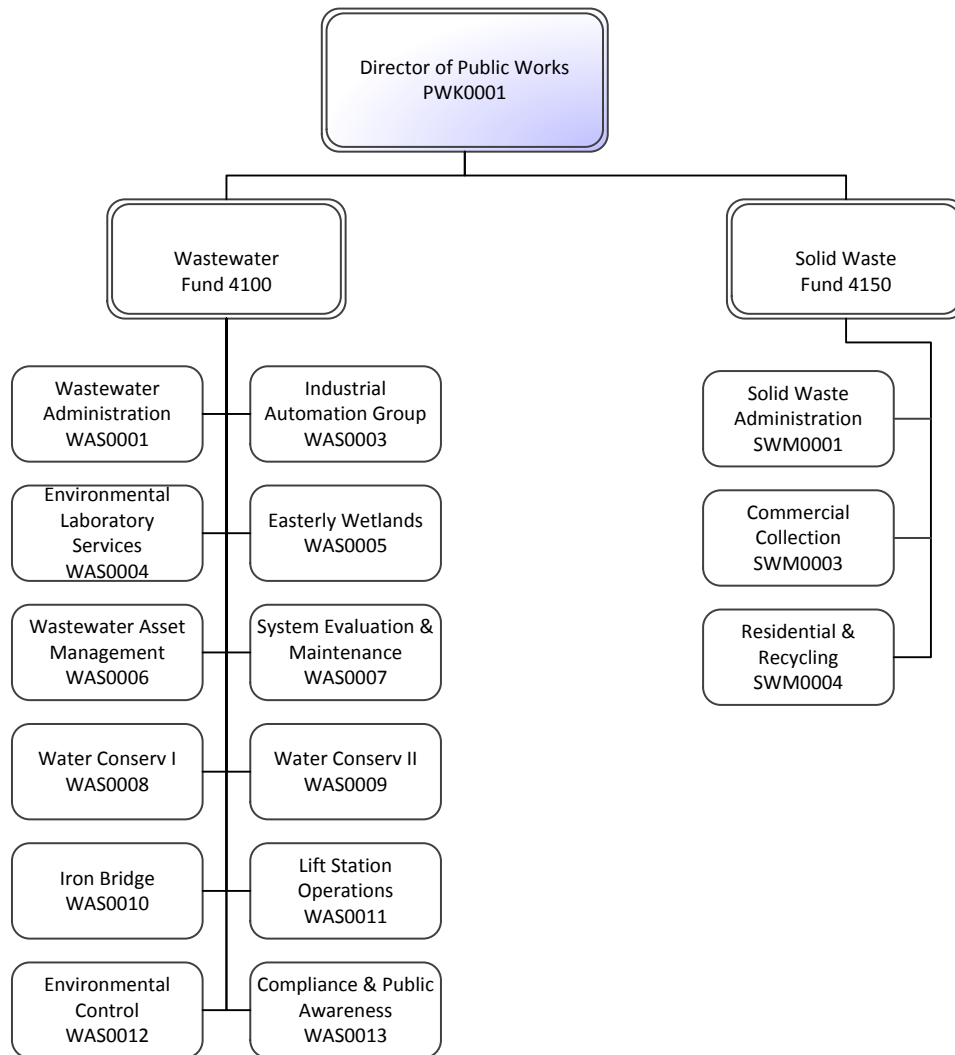 Director of Public Works
PWK0001
Wastewater
Fund 4100
Solid Waste
Fund 4150
Wastewater
Administration
WAS0001
Industrial
Automation Group
WAS0003
Environmental
Laboratory
Services
WAS0004
Easterly Wetlands
WAS0005
Wastewater Asset
Management
WAS0006
System Evaluation &
Maintenance
WAS0007
Water Conserv I
WAS0008
Water Conserv II
WAS0009
Iron Bridge
WAS0010
Lift Station
Operations
WAS0011
Environmental
Control
WAS0012
Compliance & Public
Awareness
WAS0013
Solid Waste
Administration
SWM0001
Commercial
Collection
SWM0003
Residential &
Recycling
SWM0004